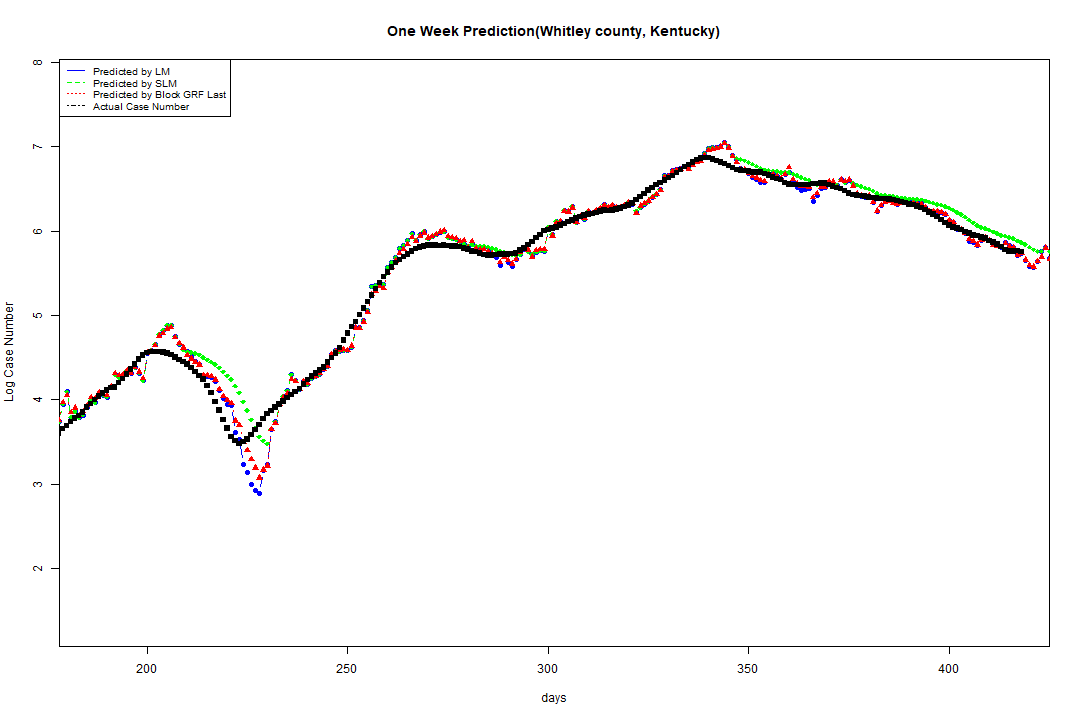 One Week Prediction(Whitley county, Kentucky)
Predicted by LM
Predicted by SLM
Predicted by Block GRF Last
Actual Case Number
8
7
6
5
4
3
2
Log Case Number
200 250 300 350 400
days